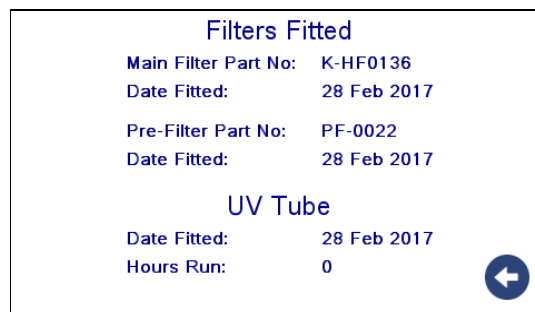 Filters Fitted
Main Filter Part No: K-HF0136
Date Fitted: 28 Feb 2017
Pre-Filter Part No: PF-0022
Date Fitted: 28 Feb 2017
UV Tube
Date Fitted: 28 Feb 2017
Hours Run: 0